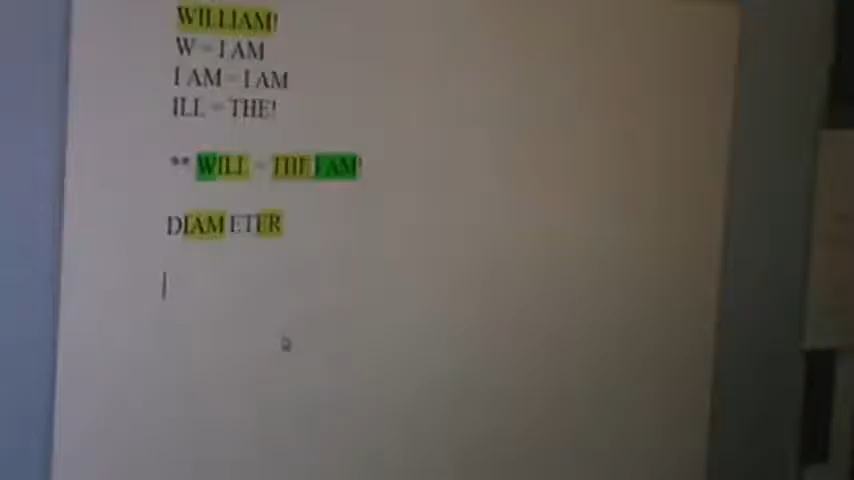 WILLIAM!
W = I AM
I AM = I AM
ILL = THE!
** WILL = THE I AM!
DIAMETER